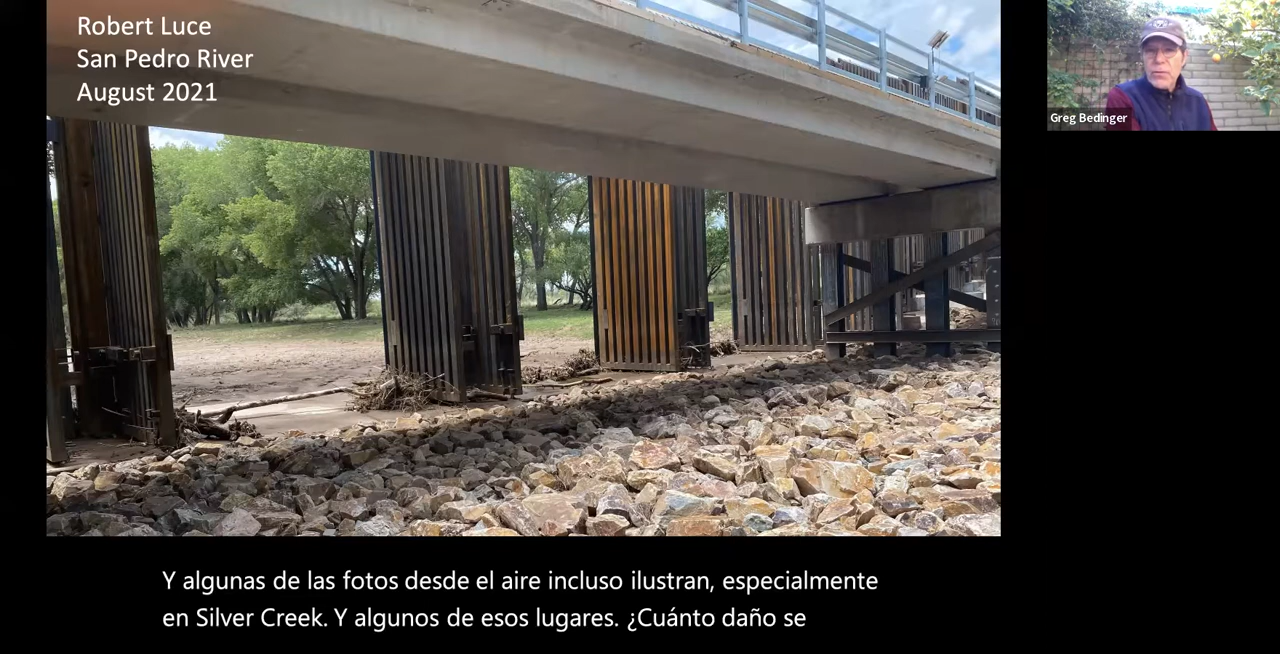 Robert Luce
San Pedro River
August 2021
Greg Bedinger
Y algunas de las fotos desde el aire incluso ilustran, especialmente
en Silver Creek. Y algunos de esos lugares. ¿Cuánto daño se